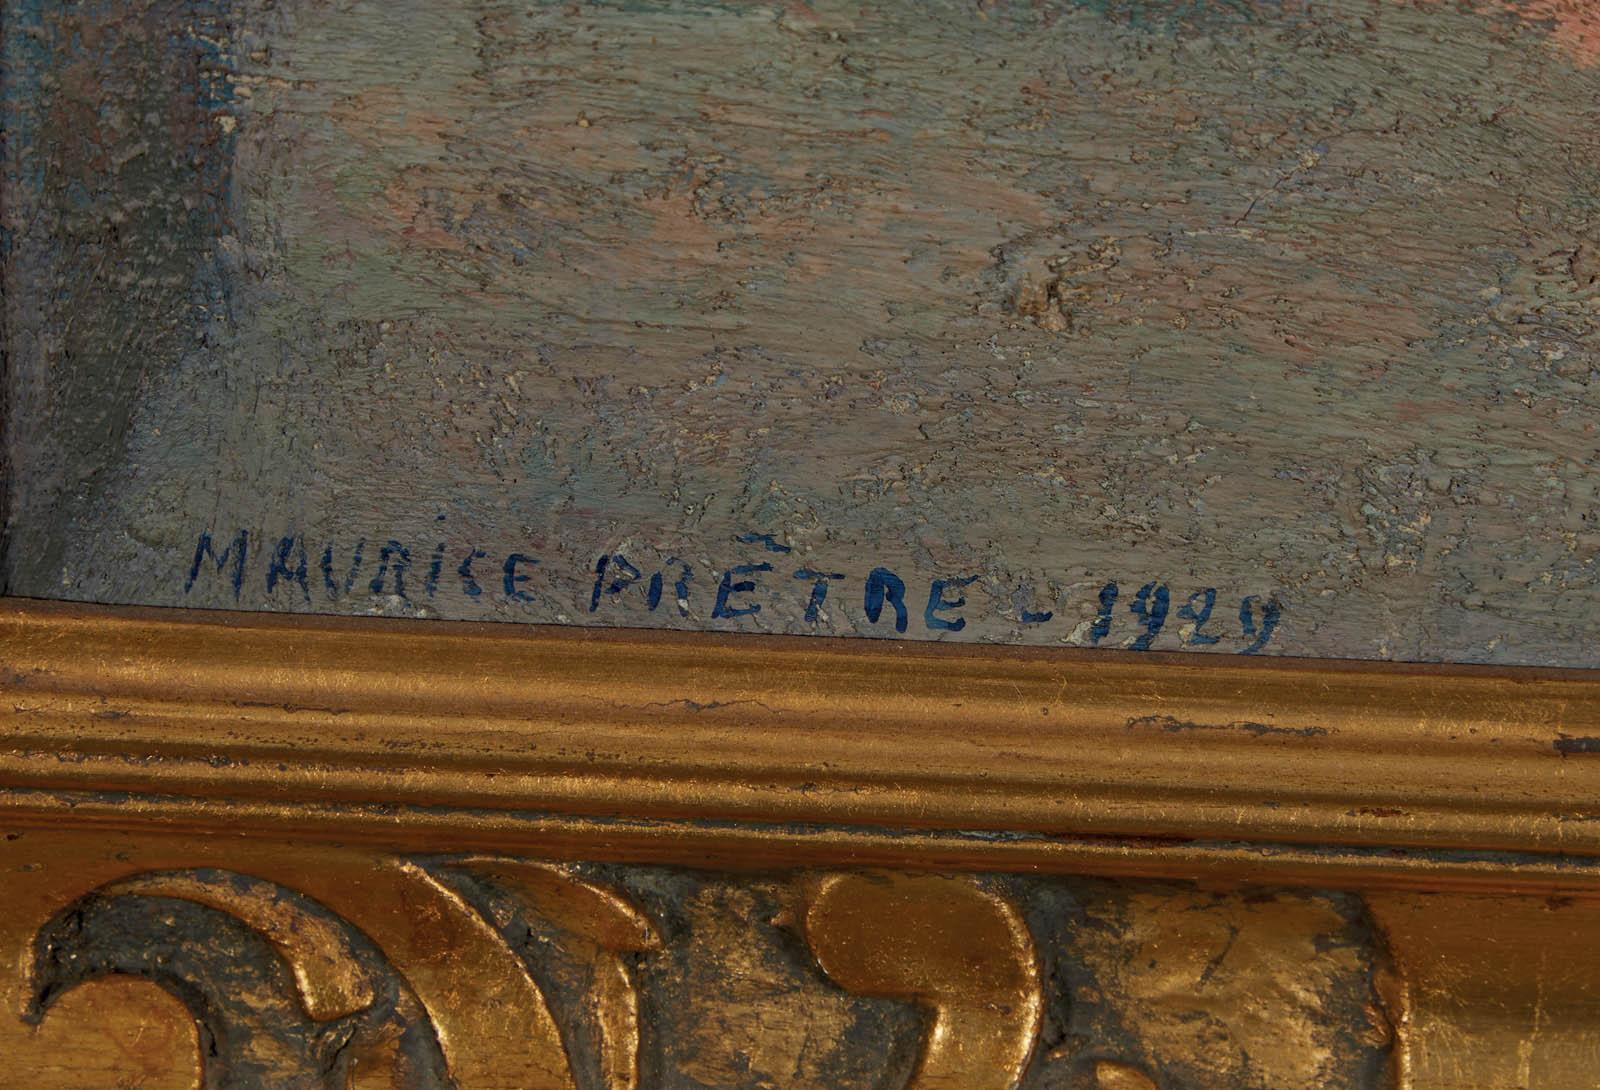 MAURiCE PRÊTRE - 1929